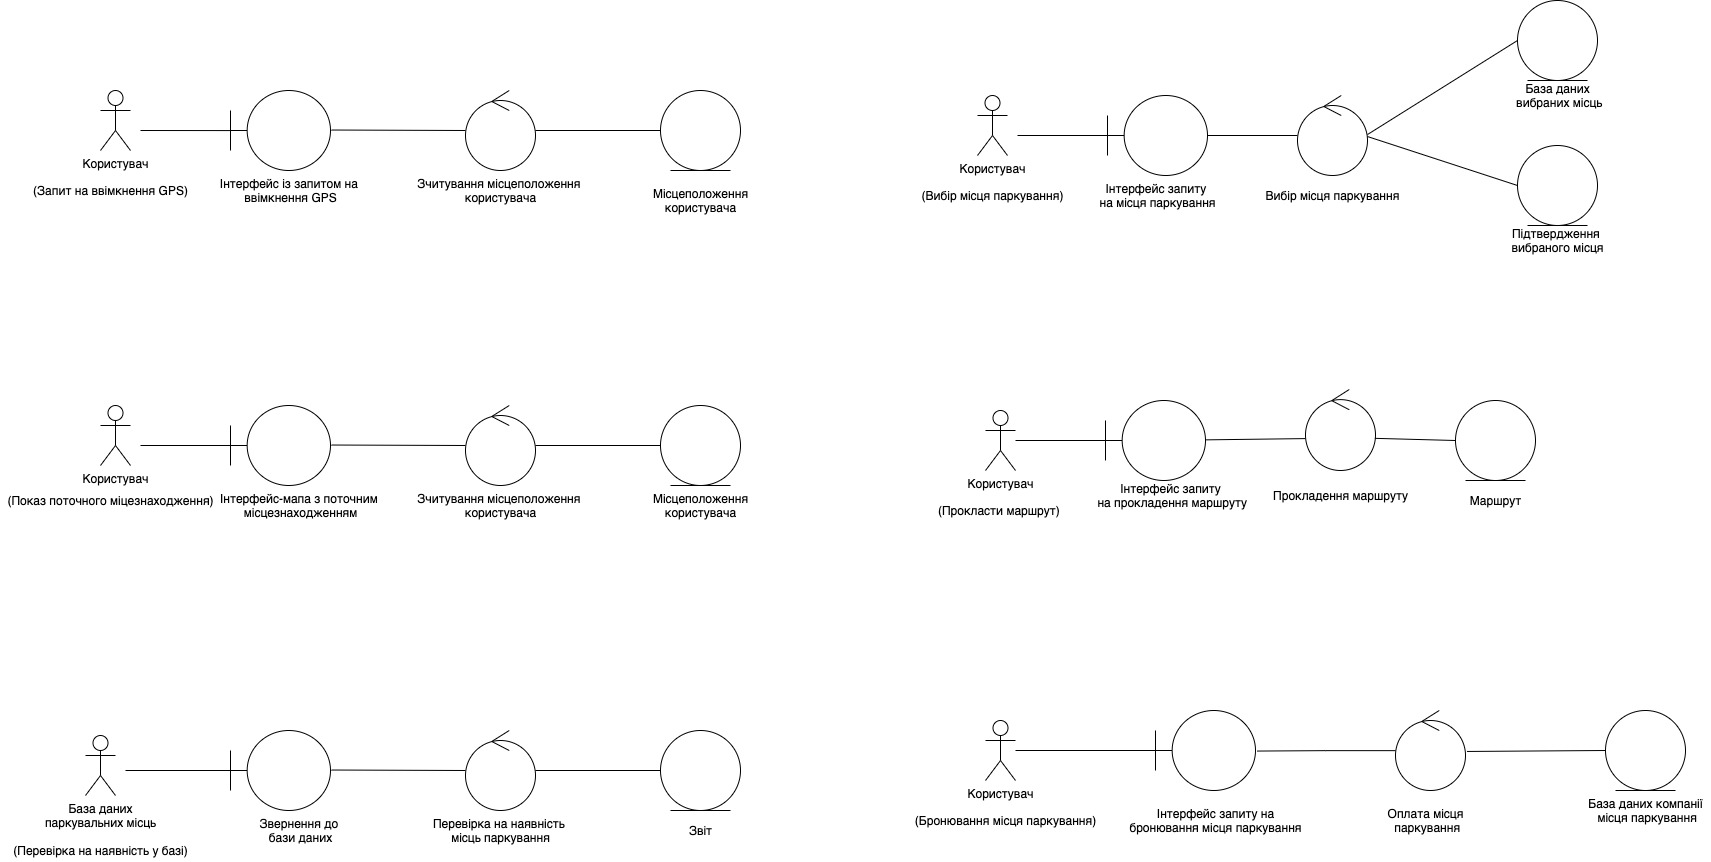 Користувач
(Запит на ввімкнення GPS)
Інтерфейс із запитом на
ввімкнення GPS
Зчитування місцеположення
користувача
Місцеположення
користувача
Користувач
(Вибір місця паркування)
Інтерфейс запиту
на місця паркування
Вибір місця паркування
База даних
вибраних місць
Підтвердження
вибраного місця
Користувач
(Показ поточного міцезнаходження)
Інтерфейс-мапа з поточним
місцезнаходженням
Зчитування місцеположення
користувача
Місцеположення
користувача
Користувач
(Прокласти маршрут)
Інтерфейс запиту
на прокладення маршруту
Прокладення маршруту
Маршрут
База даних
паркувальних місць
(Перевірка на наявність у базі)
Звернення до
бази даних
Перевірка на наявність
місць паркування
Звіт
Користувач
(Бронювання місця паркування)
Інтерфейс запиту на
бронювання місця паркування
Оплата місця
паркування
База даних компанії
місця паркування